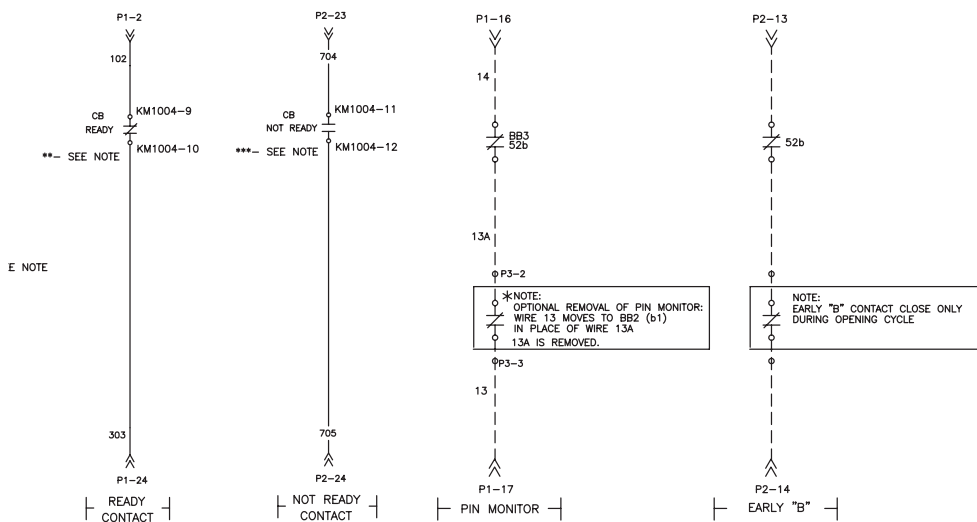 P1-2
102
CB
READY
KM1004-9
KM1004-10
**- SEE NOTE
303
P1-24
READY
CONTACT
P2-23
704
CB
NOT READY
KM1004-11
KM1004-12
***- SEE NOTE
705
P2-24
NOT READY
CONTACT
E NOTE
P1-16
14
BB3
52b
13A
P3-2
*NOTE:
OPTIONAL REMOVAL OF PIN MONITOR:
WIRE 13 MOVES TO BB2 (b1)
IN PLACE OF WIRE 13A
13A IS REMOVED.
P3-3
13
P1-17
PIN MONITOR
P2-13
52b
NOTE:
EARLY "B" CONTACT CLOSE ONLY
DURING OPENING CYCLE
P2-14
EARLY "B"